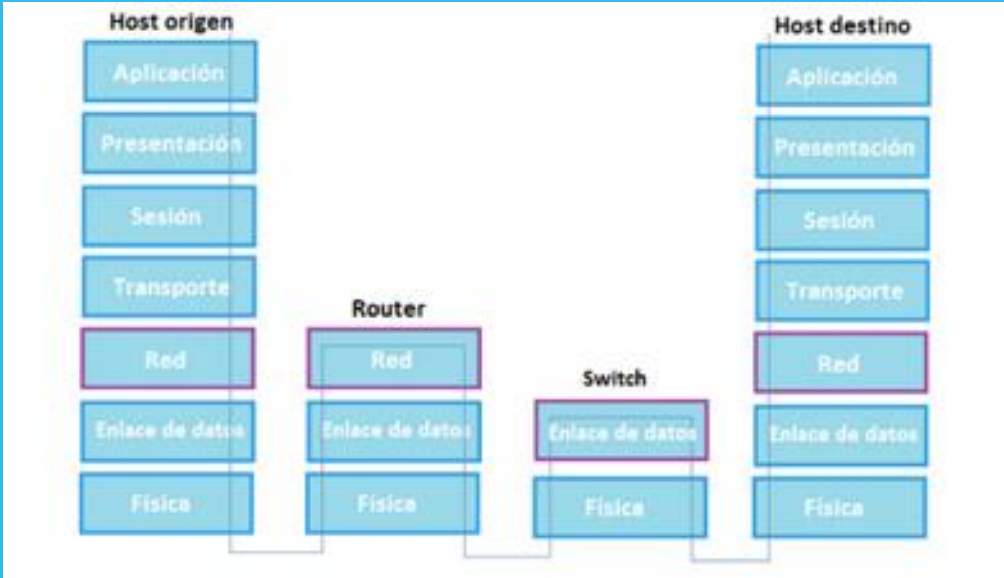 Host origen
Aplicación
Presentación
Sesión
Transporte
Red
Enlace de datos
Física
Router
Red
Enlace de datos
Física
Switch
Enlace de datos
Física
Host destino
Aplicación
Presentación
Sesión
Transporte
Red
Enlace de datos
Física